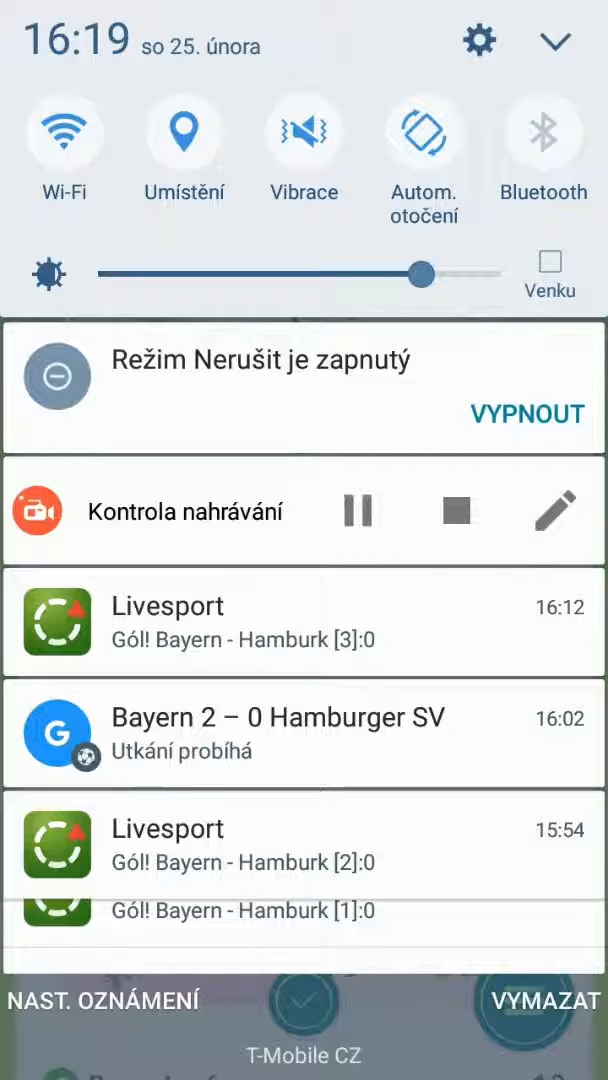 16:19 so 25. února
Wi-Fi
Umístění
Vibrace
Autom.
otočení
Bluetooth
Venku
Režim Nerušit je zapnutý
VYPNOUT
Kontrola nahrávání
Livesport 16:12
Gól! Bayern - Hamburk [3]:0
G
Bayern 2 – 0 Hamburger SV 16:02
Utkání probíhá
Livesport 15:54
Gól! Bayern - Hamburk [2]:0
Gól! Bayern - Hamburk [1]:0
NAST. OZNÁMENÍ
VYMAZAT
T-Mobile CZ